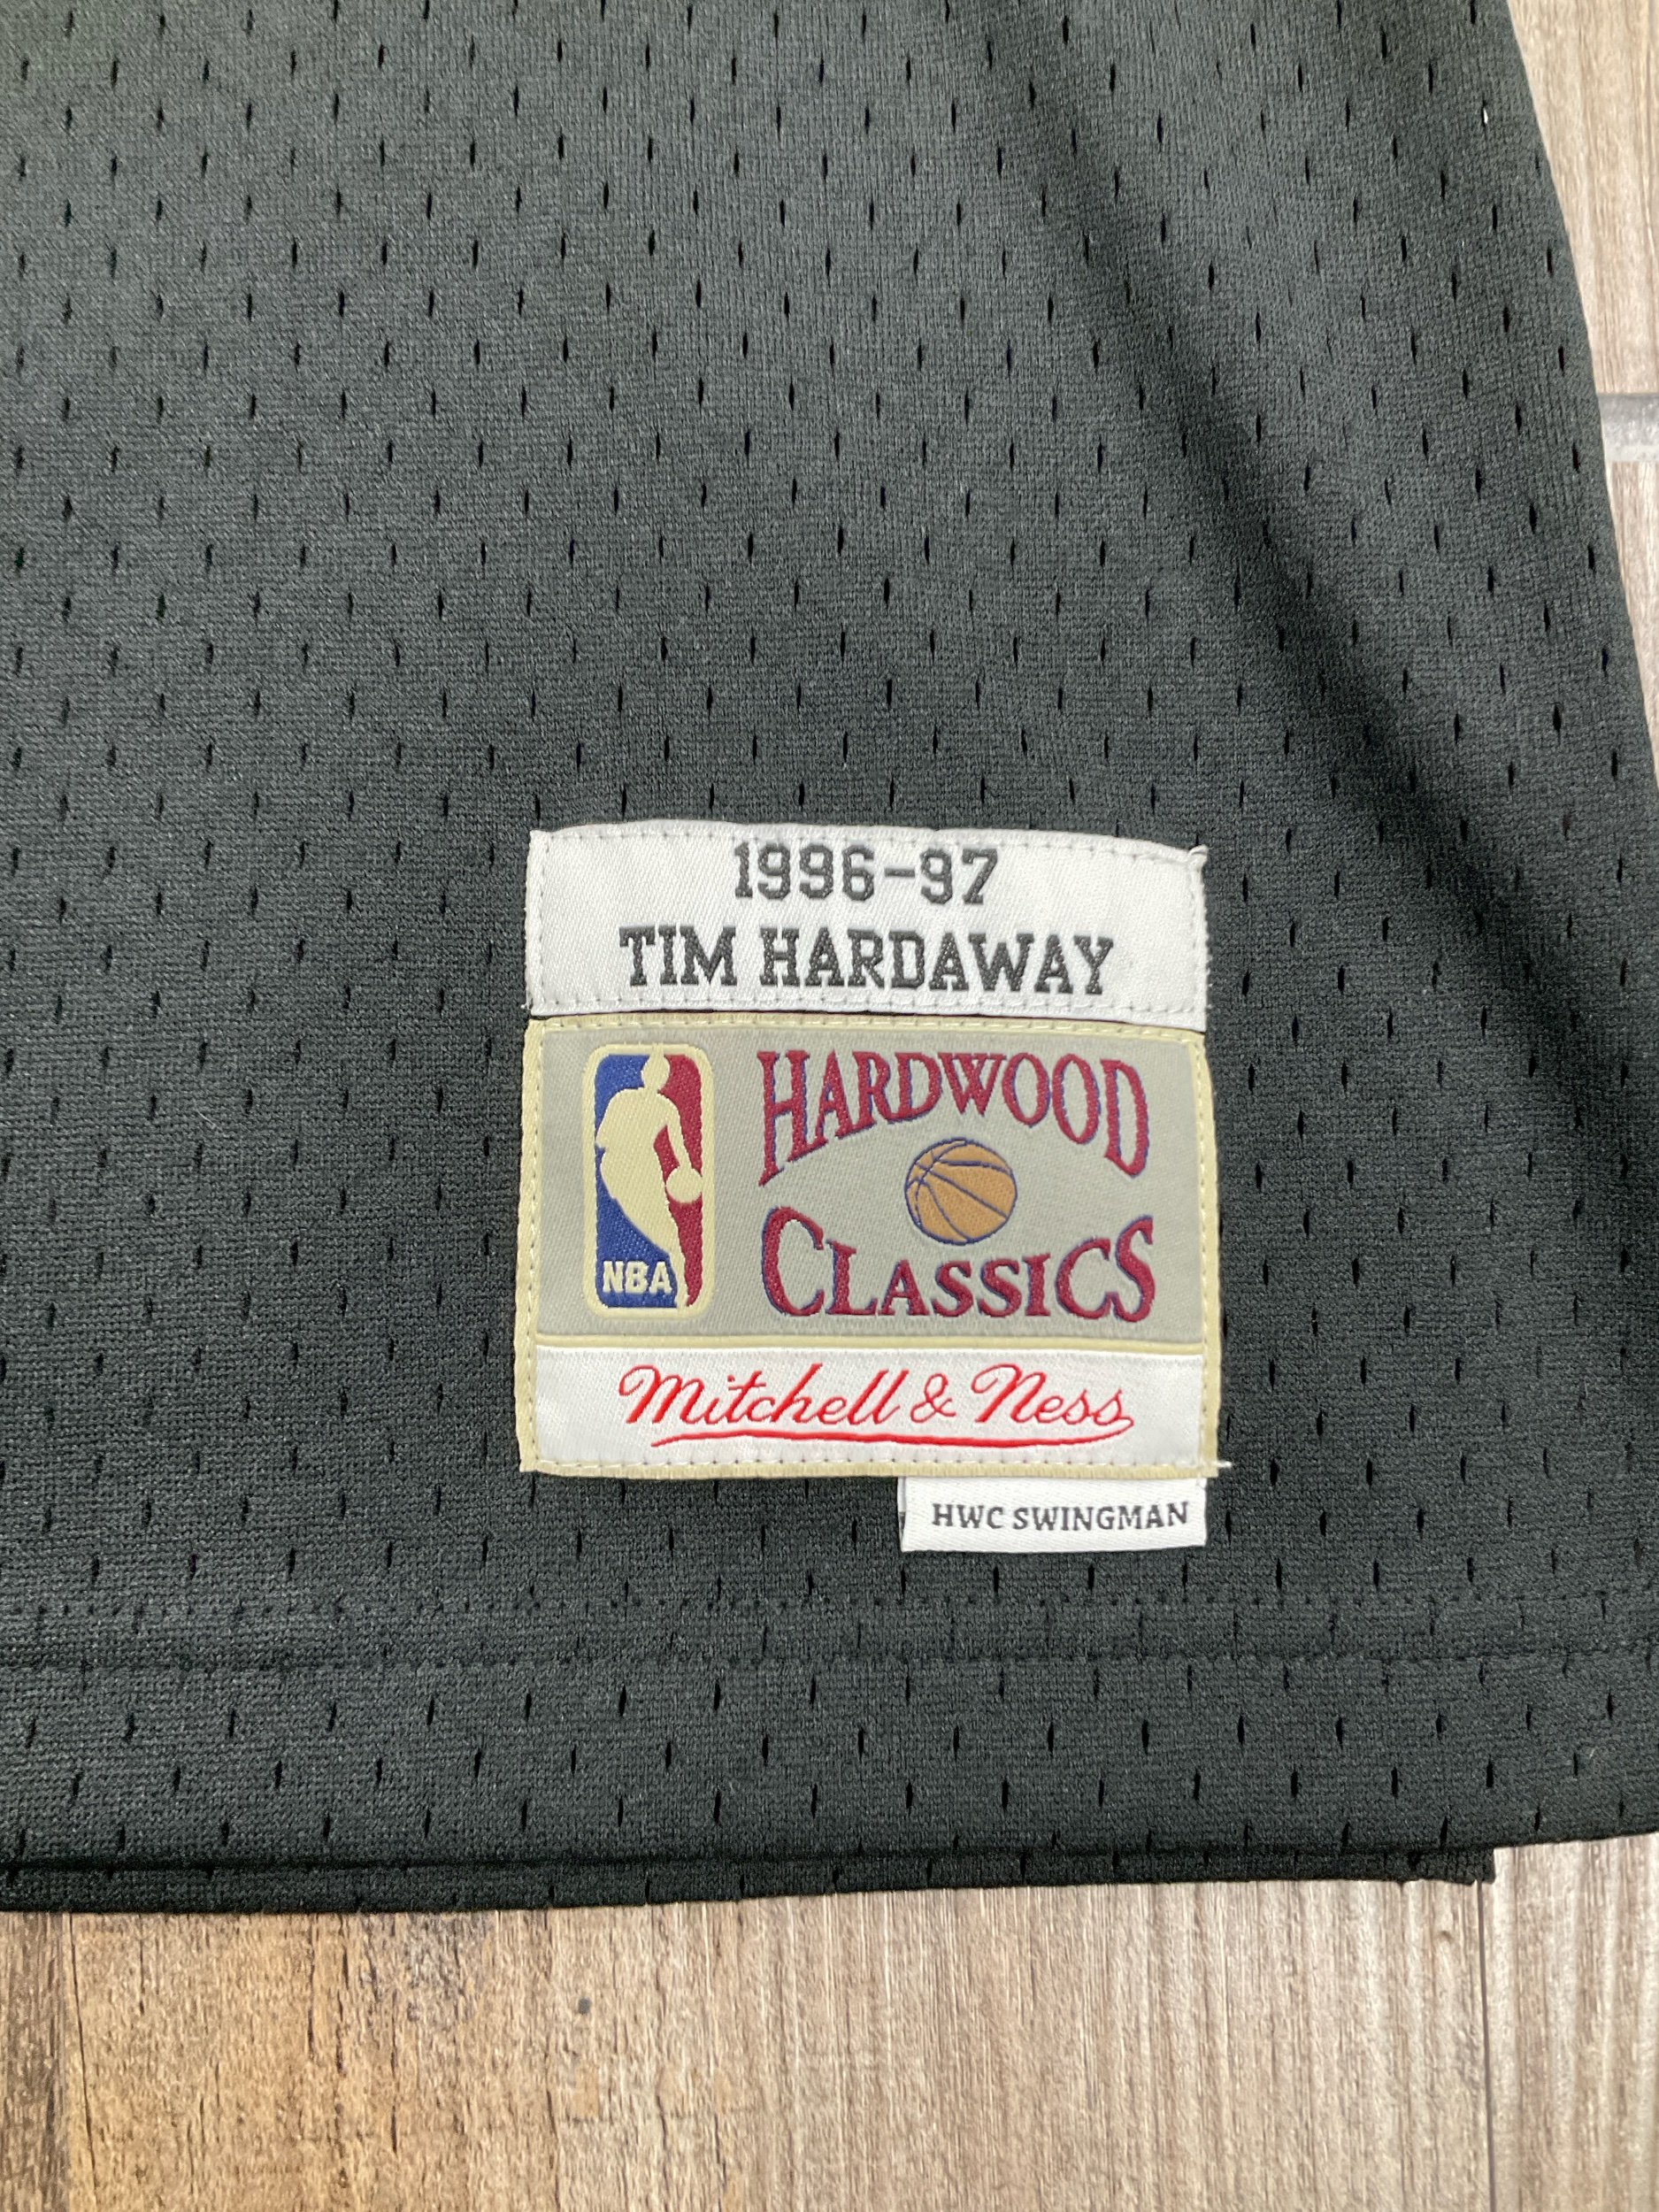 1996-97
TIM HARDAWAY
HARDWOOD
CLASSICS
NBA
Mitchell & Ness
HWC SWINGMAN